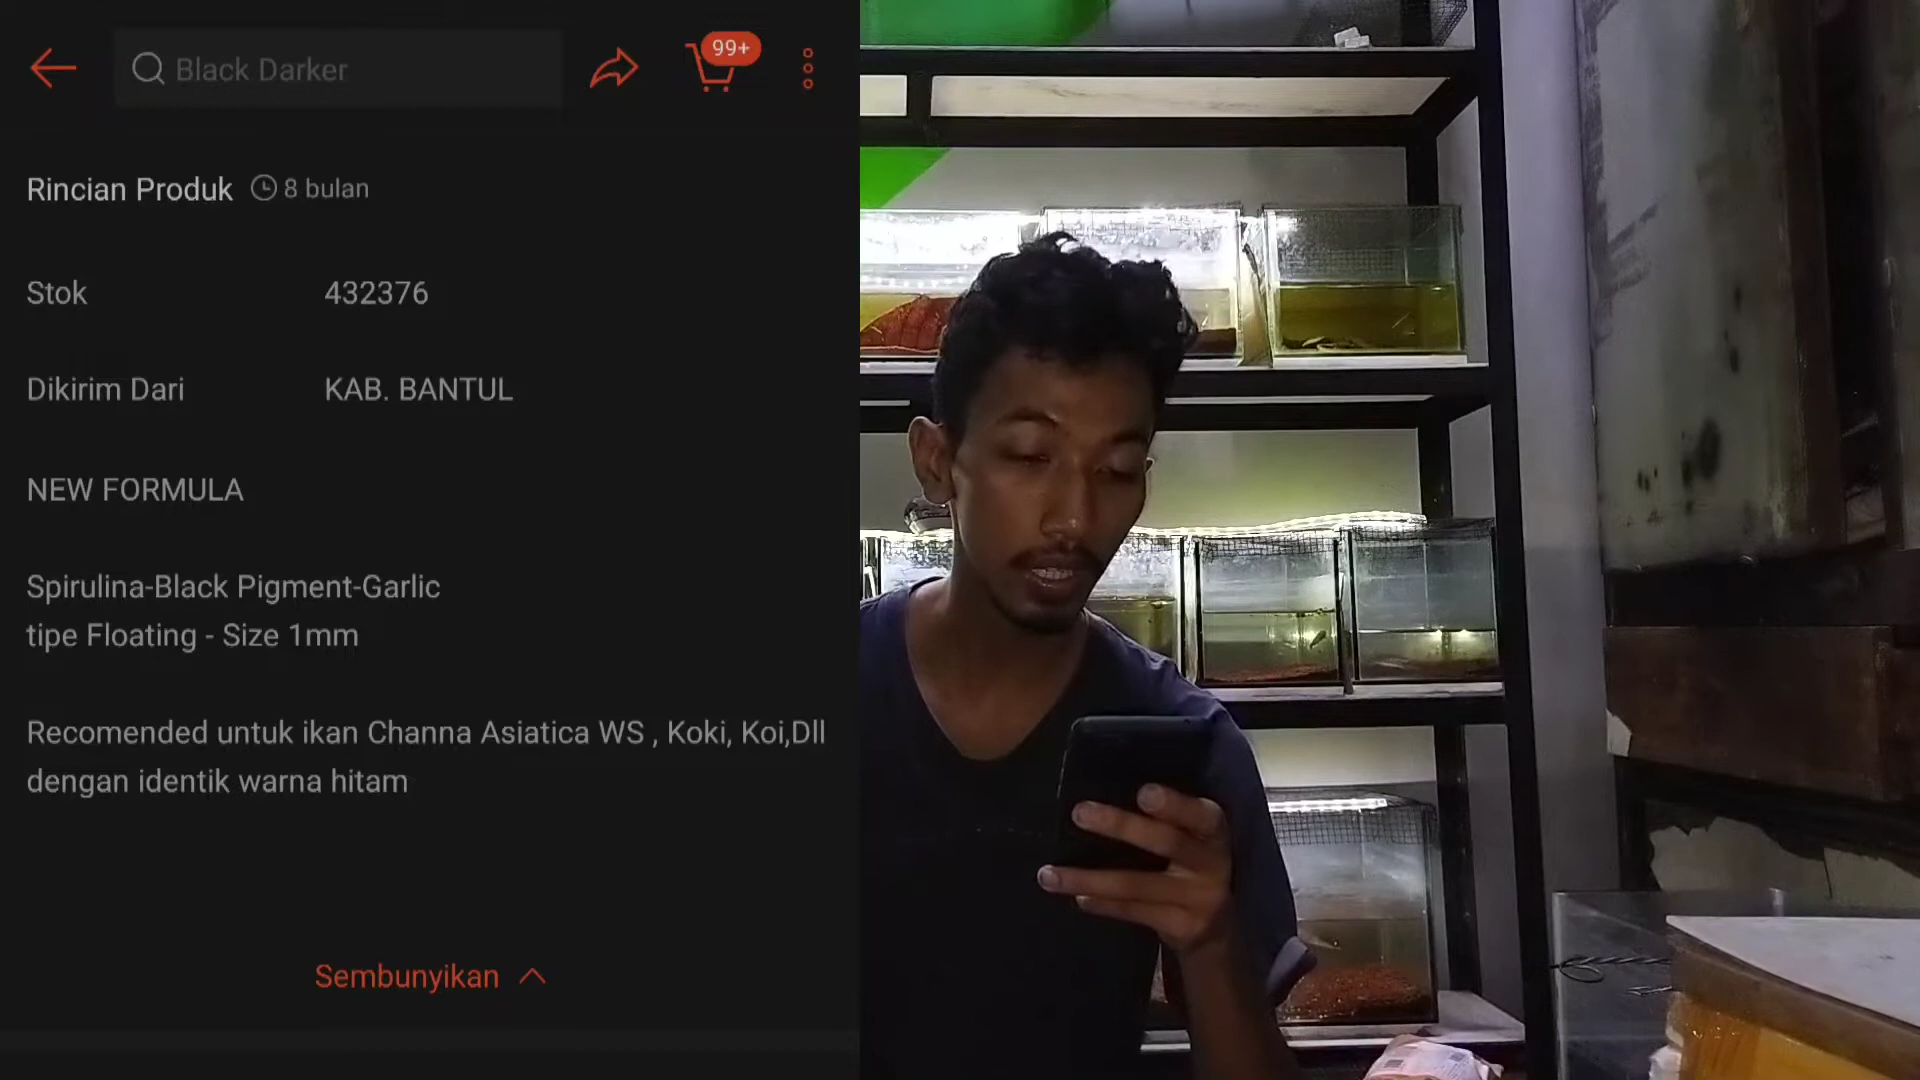 Black Darker
99+
Rincian Produk 8 bulan
Stok 432376
Dikirim Dari KAB. BANTUL
NEW FORMULA
Spirulina-Black Pigment-Garlic
tipe Floating - Size 1mm
Recomended untuk ikan Channa Asiatica WS , Koki, Koi,Dll
dengan identik warna hitam
Sembunyikan